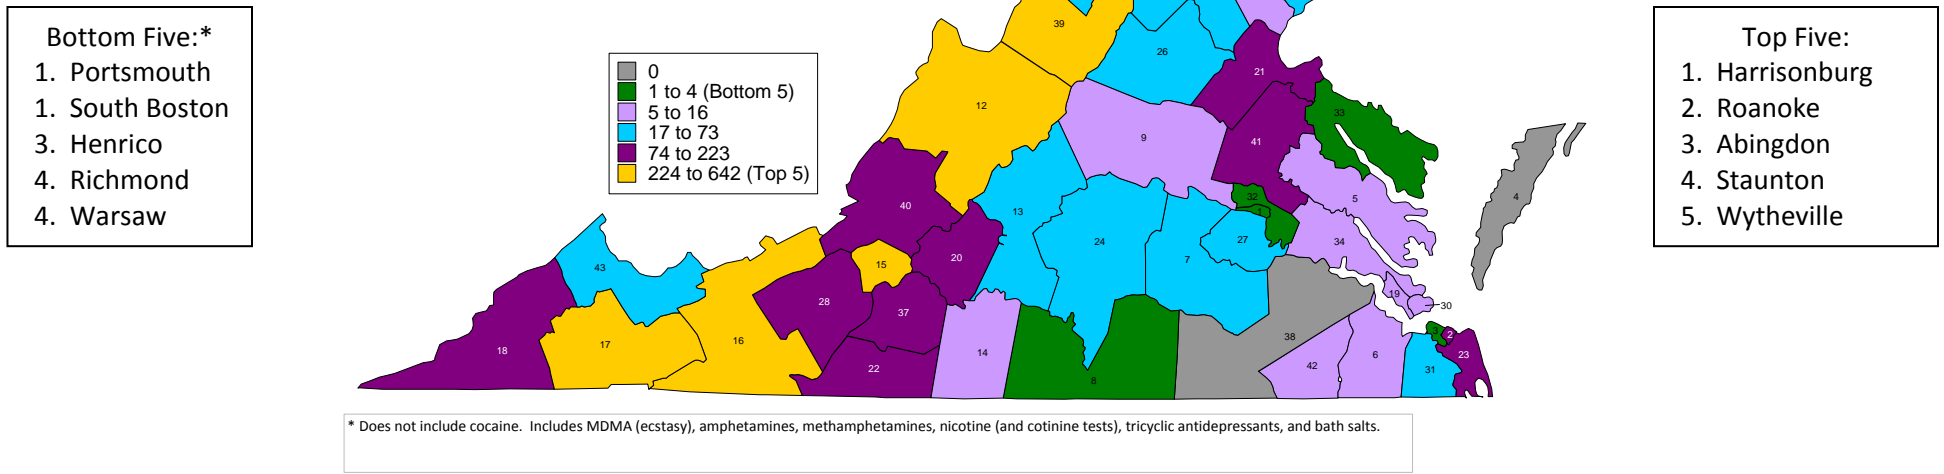 Bottom Five:*
1. Portsmouth
1. South Boston
3. Henrico
4. Richmond
4. Warsaw
0
1 to 4 (Bottom 5)
5 to 16
17 to 73
74 to 223
224 to 642 (Top 5)
Top Five:
1. Harrisonburg
2. Roanoke
3. Abingdon
4. Staunton
5. Wytheville
39
26
21
12
33
9
41
40
13
32
5
4
1
24
27
34
43
20
15
7
28
37
19
30
18
17
16
14
38
3
2
22
8
42
6
31
23
* Does not include cocaine. Includes MDMA (ecstasy), amphetamines, methamphetamines, nicotine (and cotinine tests), tricyclic antidepressants, and bath salts.